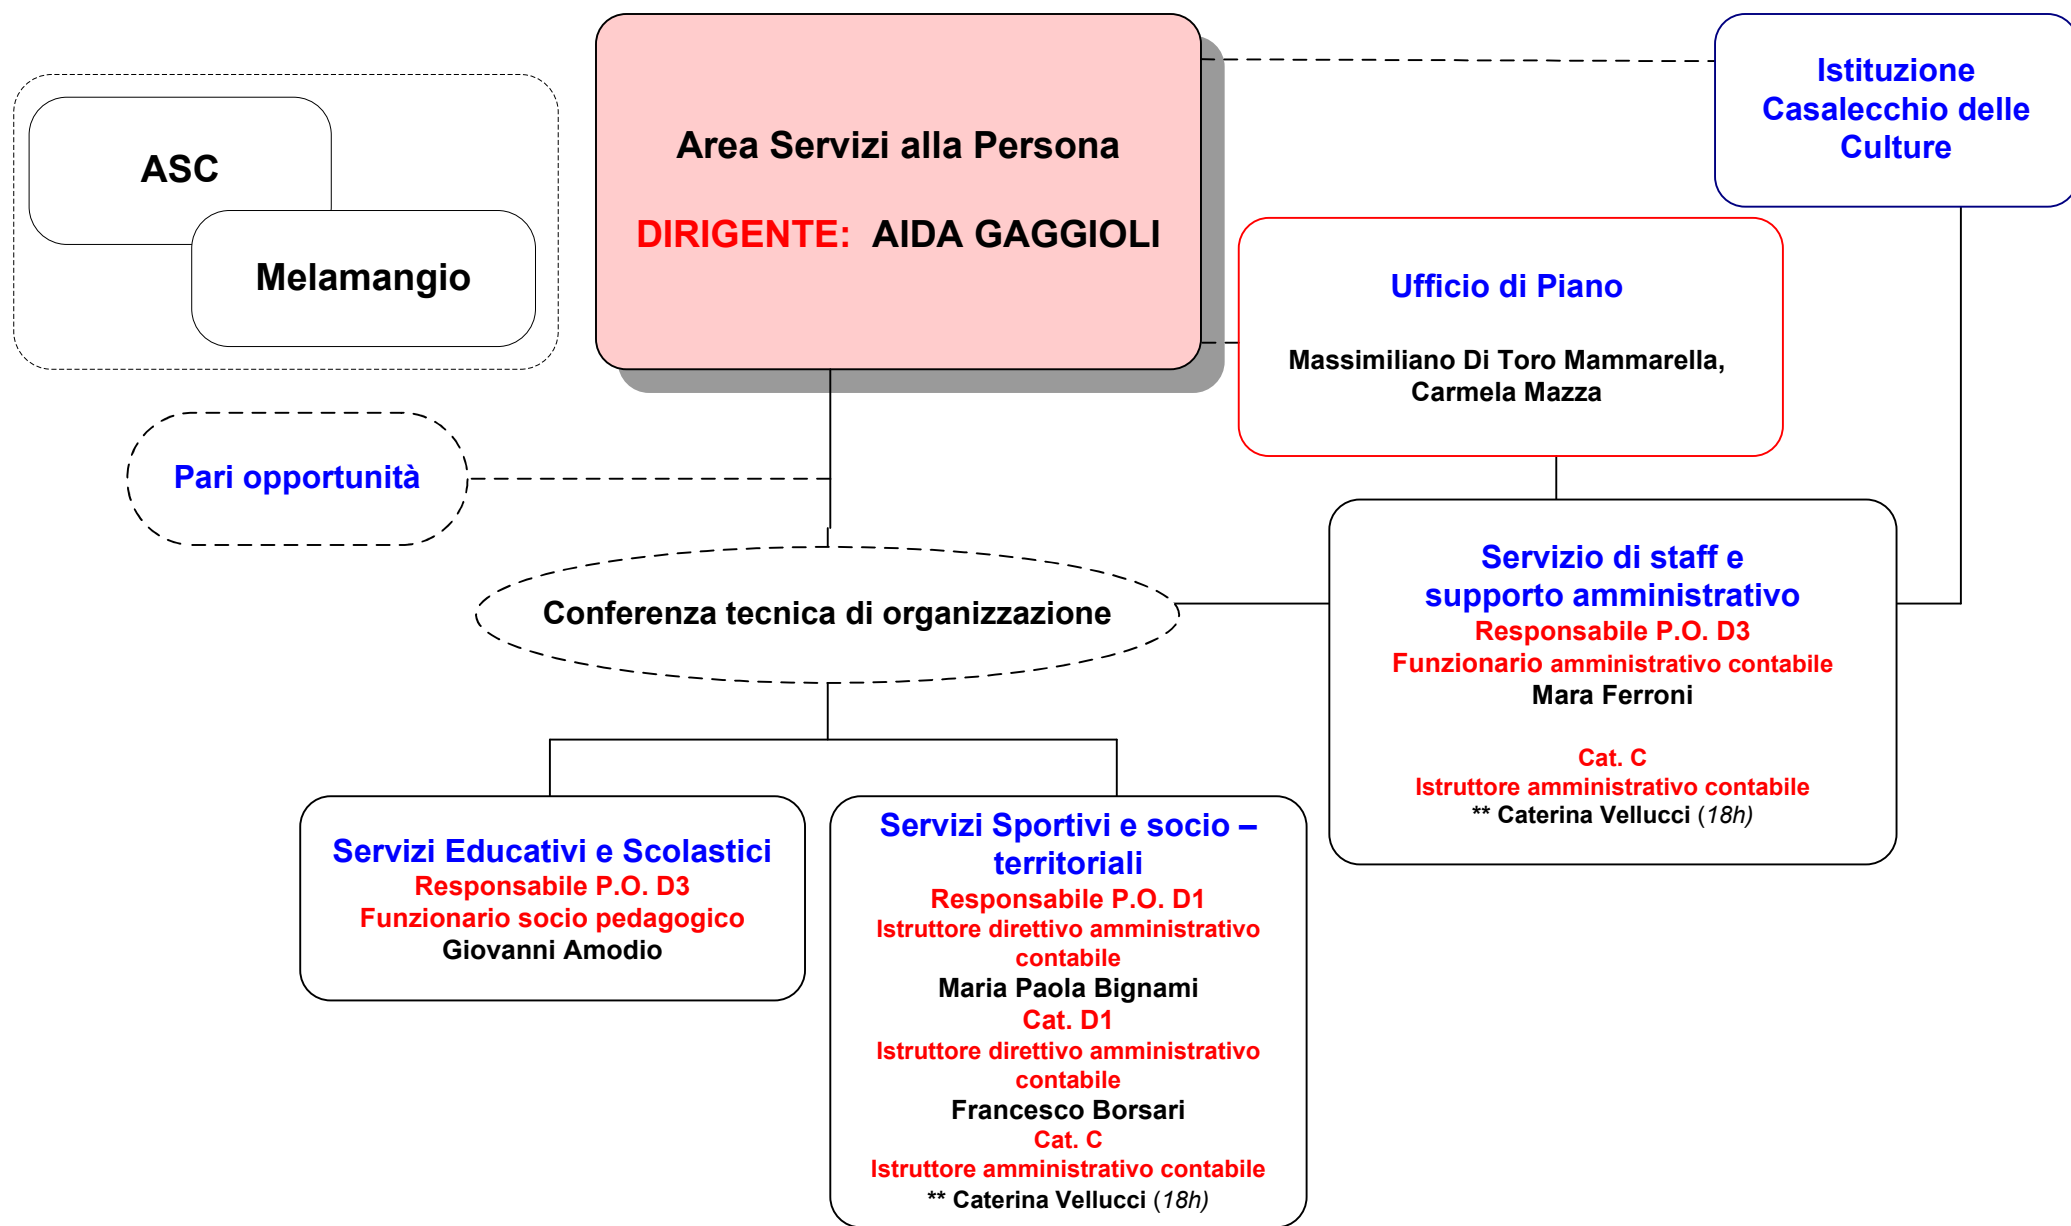 ASC
Melamangio
Area Servizi alla Persona
DIRIGENTE: AIDA GAGGIOLI
Istituzione
Casalecchio delle
Culture
Ufficio di Piano
Massimiliano Di Toro Mammarella,
Carmela Mazza
Pari opportunità
Conferenza tecnica di organizzazione
Servizio di staff e
supporto amministrativo
Responsabile P.O. D3
Funzionario amministrativo contabile
Mara Ferroni
Cat. C
Istruttore amministrativo contabile
** Caterina Vellucci (18h)
Servizi Educativi e Scolastici
Responsabile P.O. D3
Funzionario socio pedagogico
Giovanni Amodio
Servizi Sportivi e socio –
territoriali
Responsabile P.O. D1
Istruttore direttivo amministrativo
contabile
Maria Paola Bignami
Cat. D1
Istruttore direttivo amministrativo
contabile
Francesco Borsari
Cat. C
Istruttore amministrativo contabile
** Caterina Vellucci (18h)